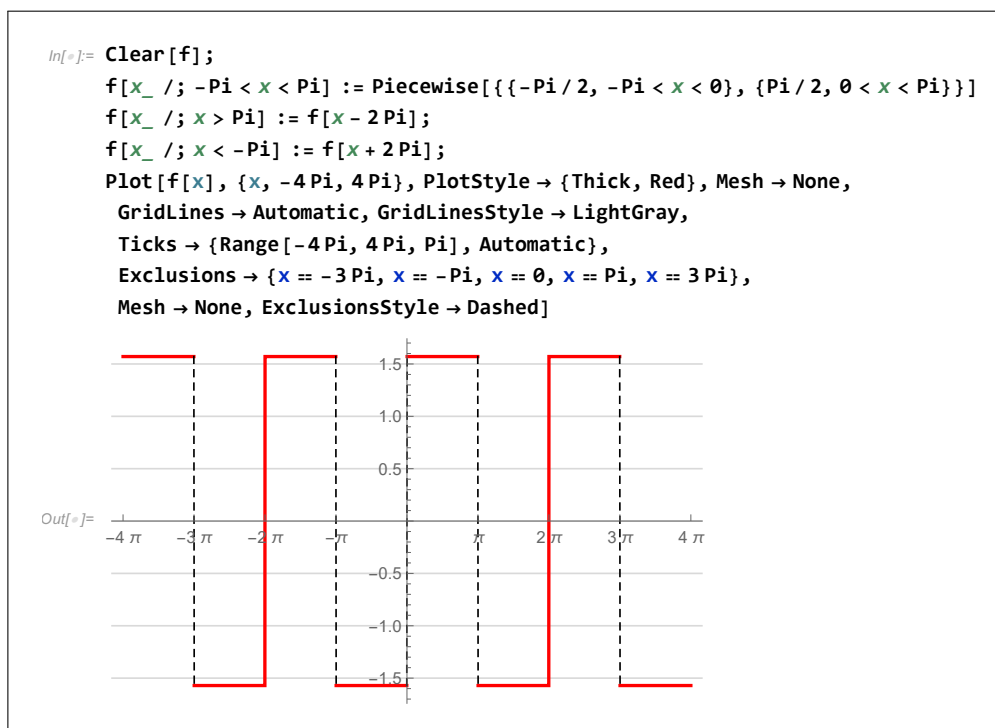 In[◦]:= Clear[f];
f[x_ /; -Pi < x < Pi] := Piecewise[{{-Pi / 2, -Pi < x < 0}, {Pi / 2, 0 < x < Pi}}]
f[x_ /; x > Pi] := f[x - 2 Pi];
f[x_ /; x < -Pi] := f[x + 2 Pi];
Plot[f[x], {x, -4 Pi, 4 Pi}, PlotStyle → {Thick, Red}, Mesh → None,
GridLines → Automatic, GridLinesStyle → LightGray,
Ticks → {Range[-4 Pi, 4 Pi, Pi], Automatic},
Exclusions → {x == -3 Pi, x == -Pi, x == 0, x == Pi, x == 3 Pi},
Mesh → None, ExclusionsStyle → Dashed]
1.5
1.0
0.5
Out[◦]=
-4 π -3 π -2 π -π π 2 π 3 π 4 π
-0.5
-1.0
-1.5